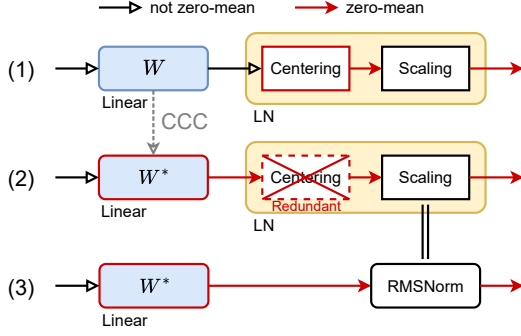 not zero-mean zero-mean
(1) W Centering Scaling
Linear LN
CCC
(2) W* Centering Scaling
Redundant
Linear LN
(3) W* RMSNorm
Linear